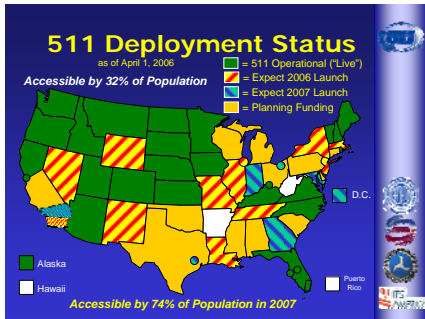 511 Deployment Status
as of April 1, 2006
Accessible by 32% of Population
= 511 Operational (“Live”)
= Expect 2006 Launch
= Expect 2007 Launch
= Planning Funding
D.C.
Alaska
Hawaii
Puerto
Rico
Accessible by 74% of Population in 2007
ITS
AMERICA